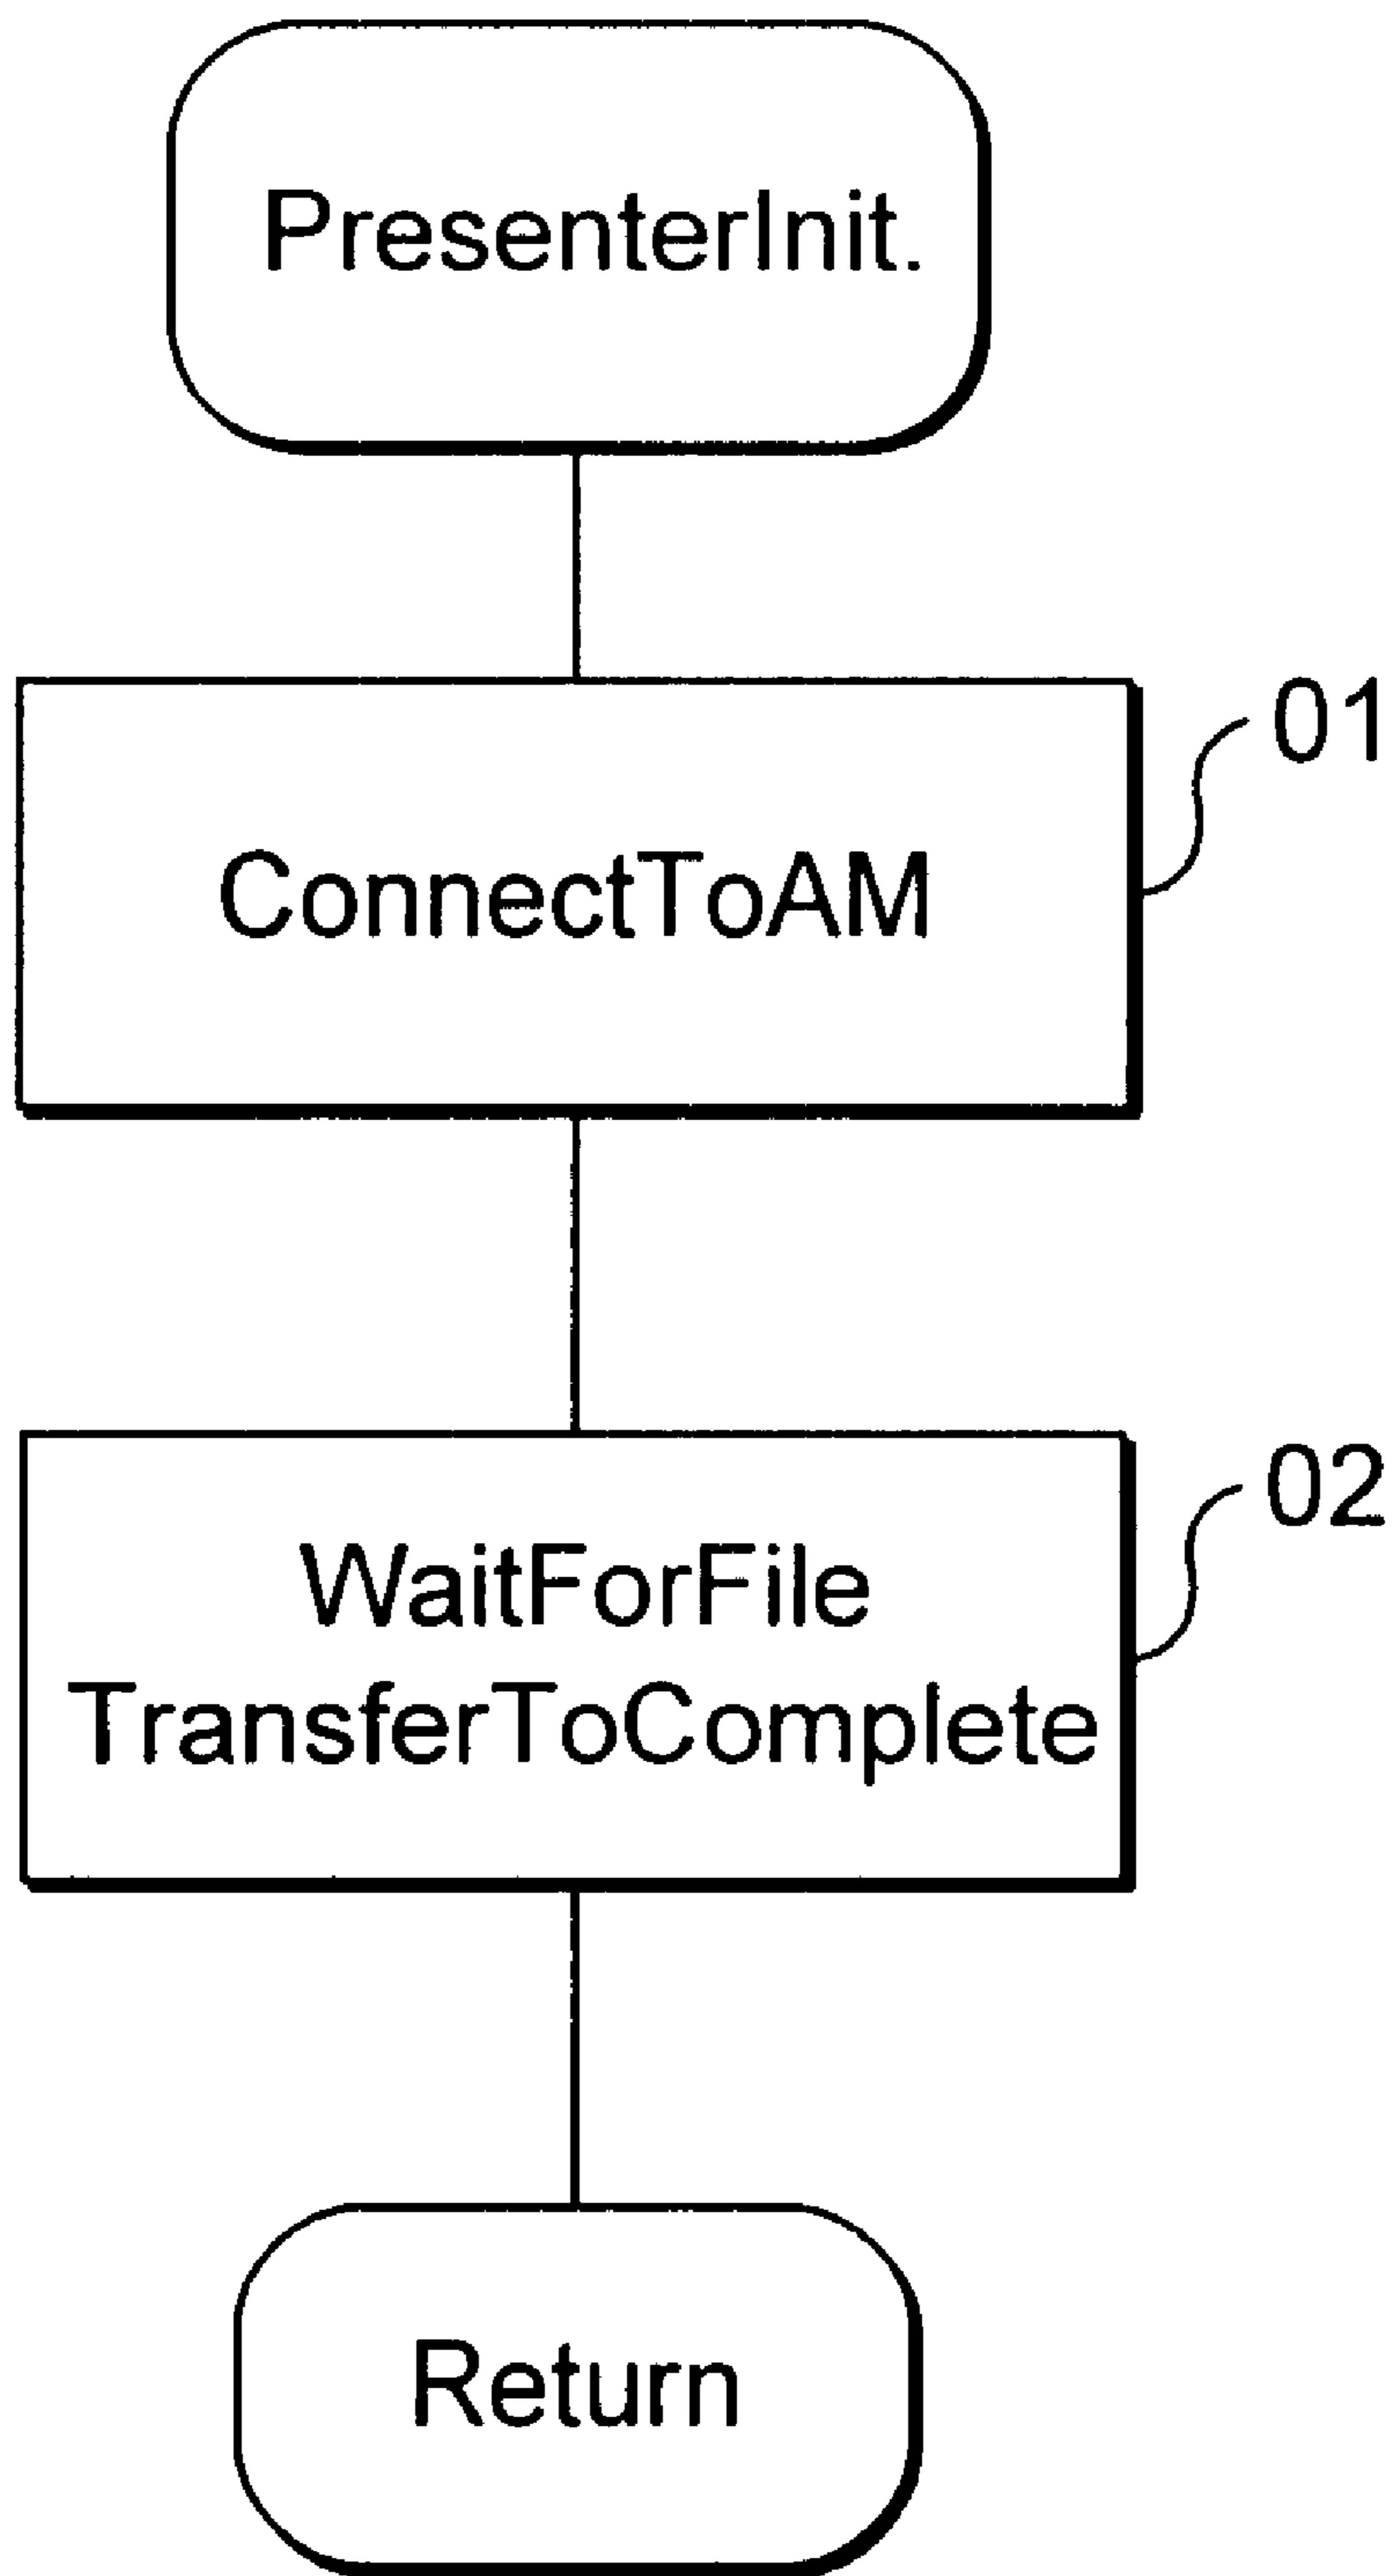 PresenterInit.
01
ConnectToAM
02
WaitForFile
TransferToComplete
Return